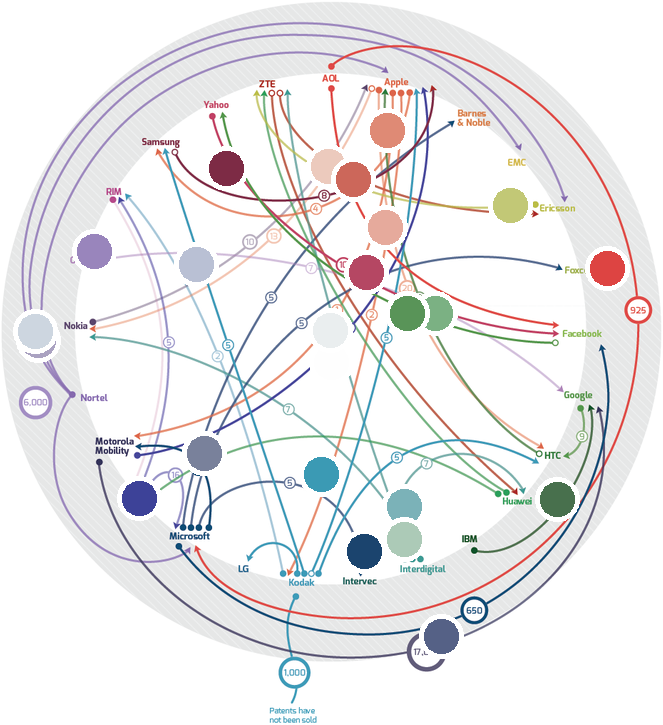 ZTE
AOL
Apple
Yahoo
Barnes
& Noble
Samsung
EMC
RIM
8
4
Ericsson
10
13
7
10
Foxc
20
5
925
5
2
Nokia
5
Facebook
5
2
Nortel
6,000
Google
7
Motorola
Mobility
9
HTC
5
7
16
5
Huawei
Microsoft
IBM
LG
Kodak
Intervec
Interdigital
650
17,
1,000
Patents have
not been sold